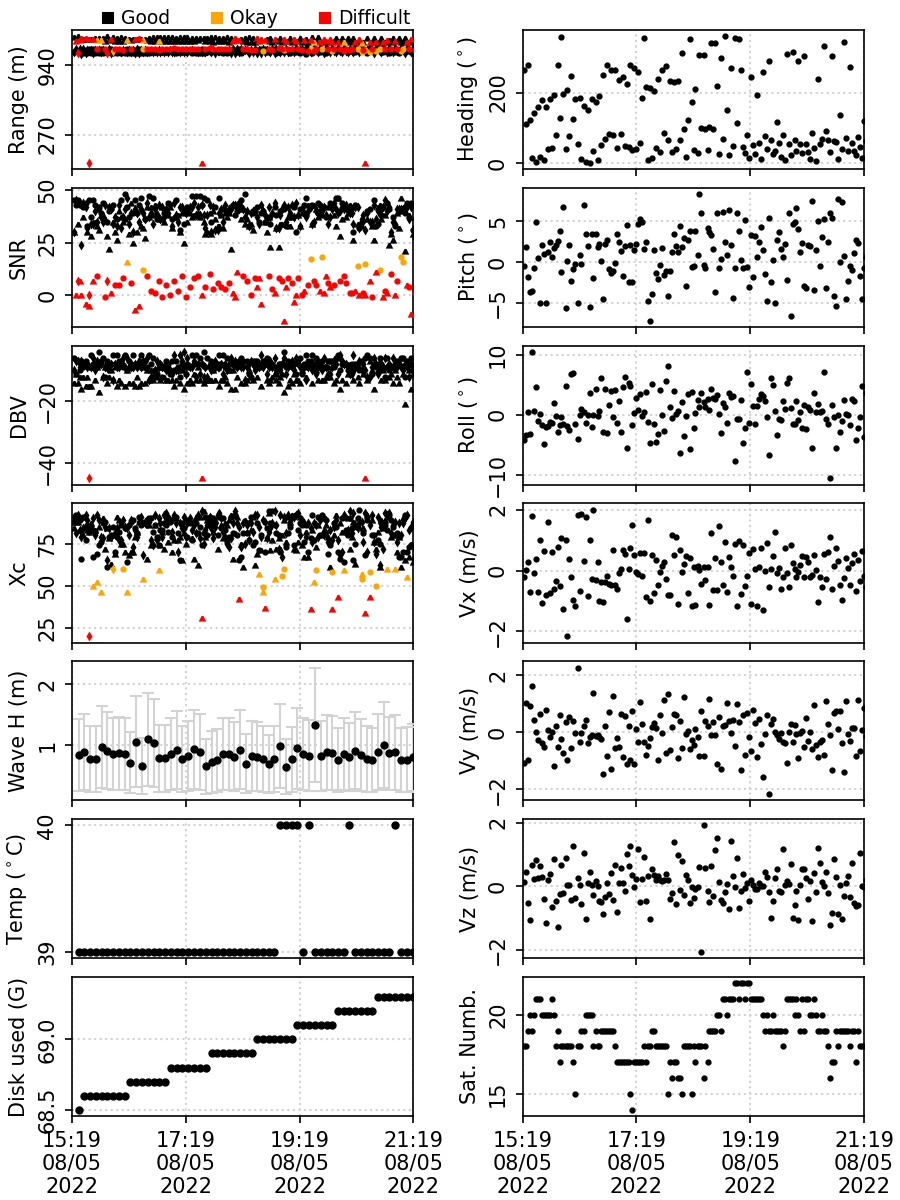 Good Okay Difficult
Range (m)
940
270
Heading (°)
200
0
SNR
50
25
0
Pitch (°)
5
0
−5
DBV
−20
−40
Roll (°)
10
0
−10
Xc
75
50
25
Vx (m/s)
2
0
−2
Wave H (m)
2
1
Vy (m/s)
2
0
−2
Temp (°C)
40
39
Vz (m/s)
2
0
−2
Disk used (G)
69.0
68.5
Sat. Numb.
20
15
15:19 17:19 19:19 21:19
08/05 08/05 08/05 08/05
2022 2022 2022 2022
15:19 17:19 19:19 21:19
08/05 08/05 08/05 08/05
2022 2022 2022 2022